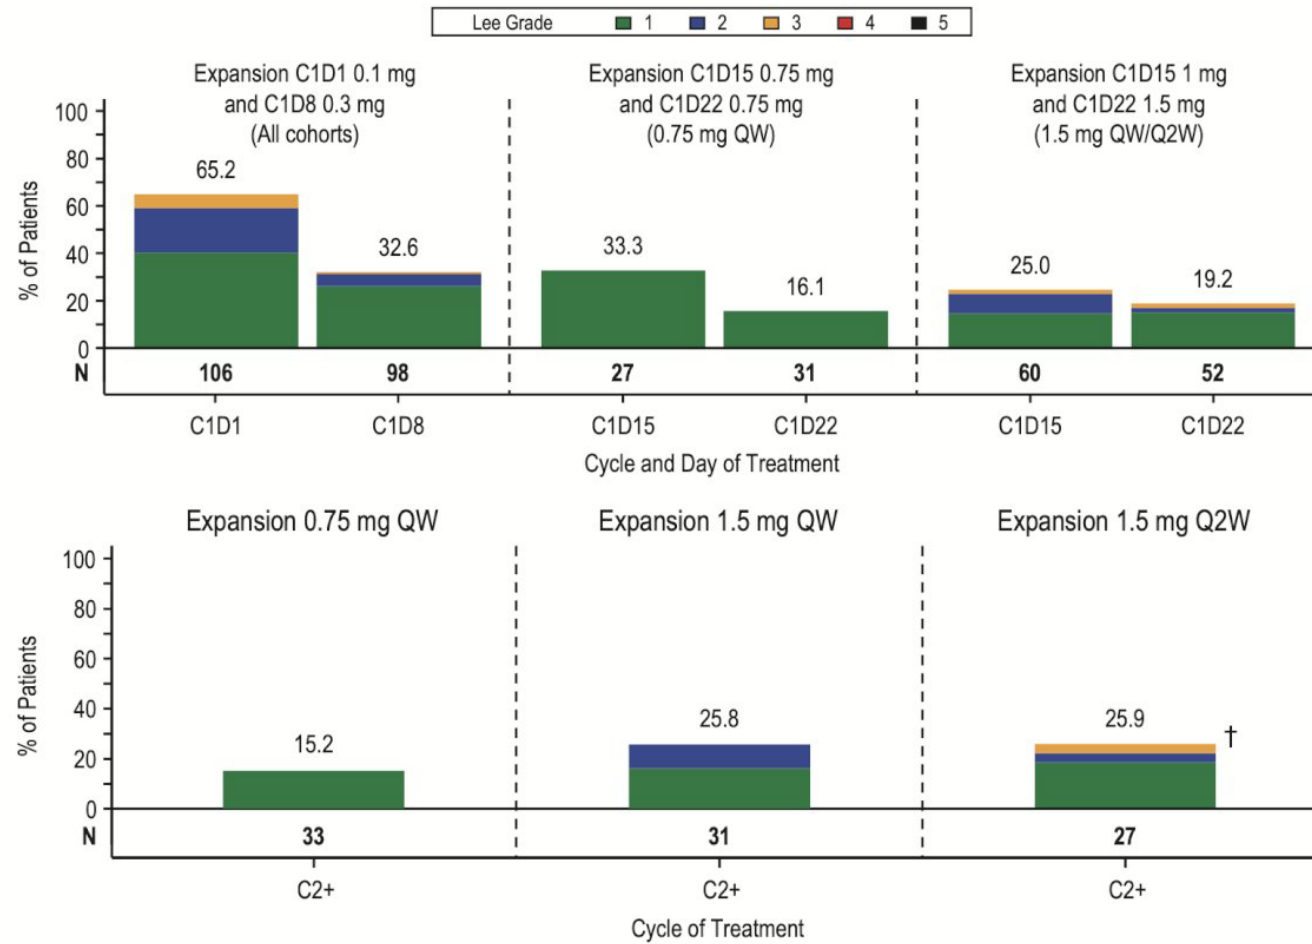 Lee Grade 1 2 3 4 5
Expansion C1D1 0.1 mg
and C1D8 0.3 mg
(All cohorts)
Expansion C1D15 0.75 mg
and C1D22 0.75 mg
(0.75 mg QW)
Expansion C1D15 1 mg
and C1D22 1.5 mg
(1.5 mg QW/Q2W)
% of Patients
100
80
60
40
20
0
65.2
32.6
33.3
16.1
25.0
19.2
N 106 98 27 31 60 52
C1D1 C1D8 C1D15 C1D22 C1D15 C1D22
Cycle and Day of Treatment
Expansion 0.75 mg QW
Expansion 1.5 mg QW
Expansion 1.5 mg Q2W
% of Patients
100
80
60
40
20
0
15.2
25.8
25.9 †
N 33 31 27
C2+ C2+ C2+
Cycle of Treatment